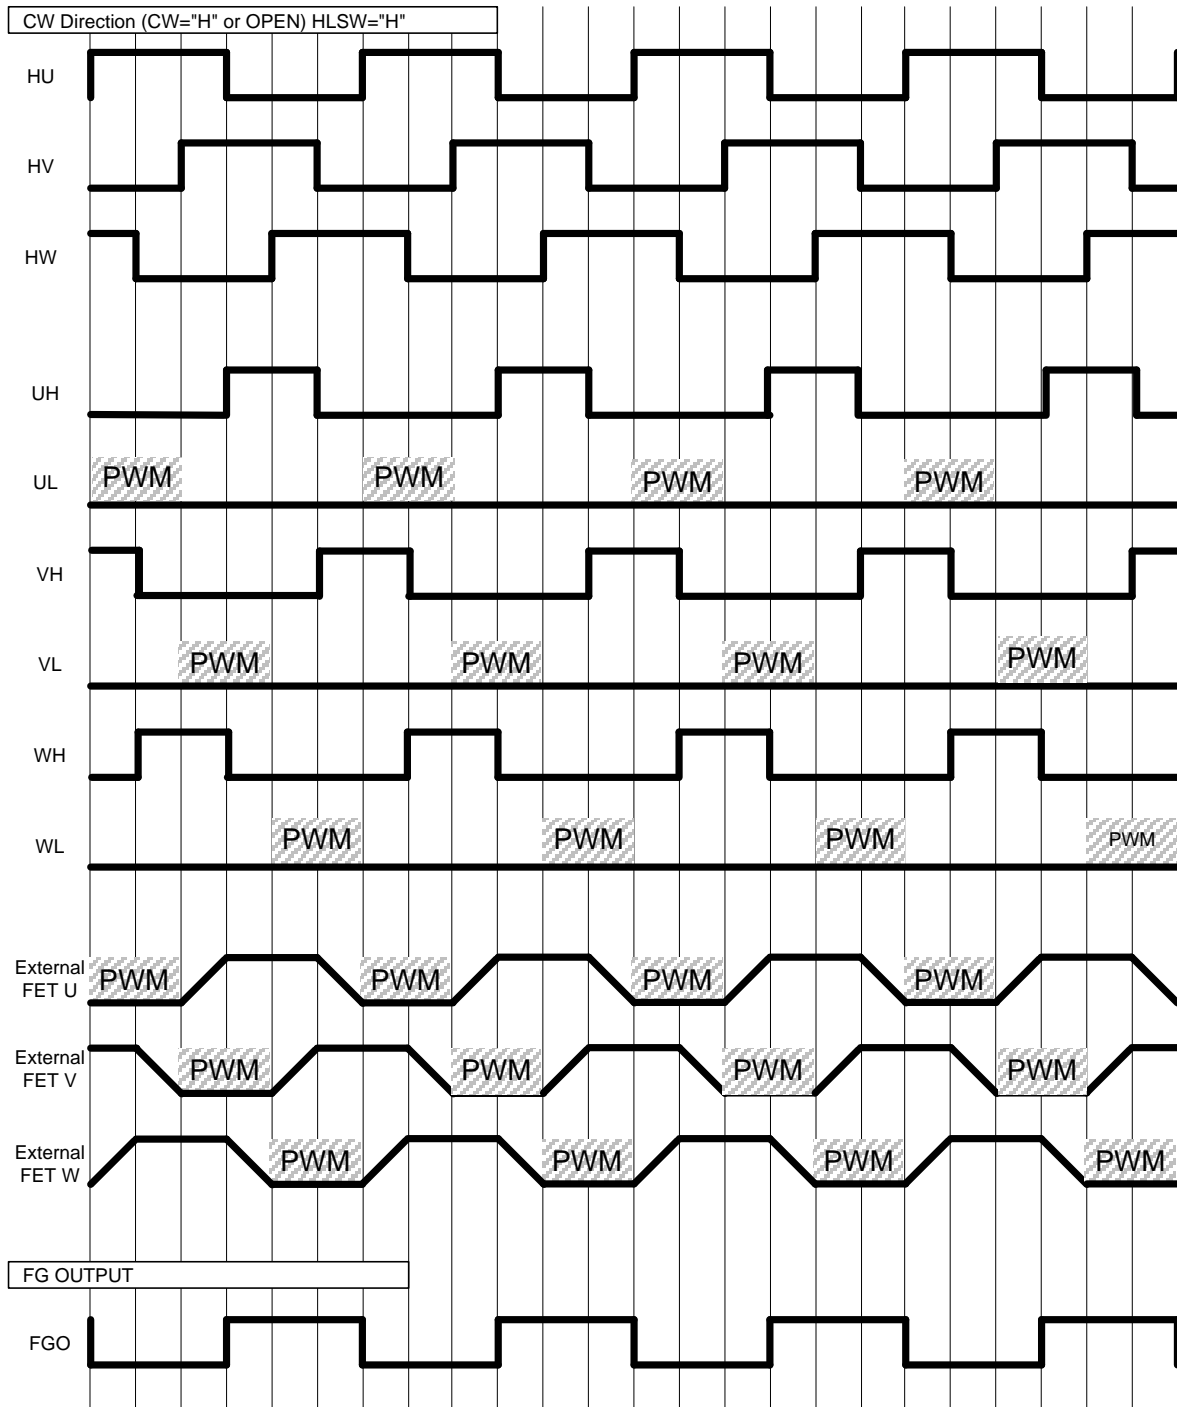 CW Direction (CW="H" or OPEN) HLSW="H"
HU
HV
HW
UH
UL PWM PWM PWM PWM
VH
VL PWM PWM PWM PWM
WH
WL PWM PWM PWM PWM
External
FET U PWM PWM PWM PWM
External
FET V PWM PWM PWM PWM
External
FET W PWM PWM PWM PWM
FG OUTPUT
FGO